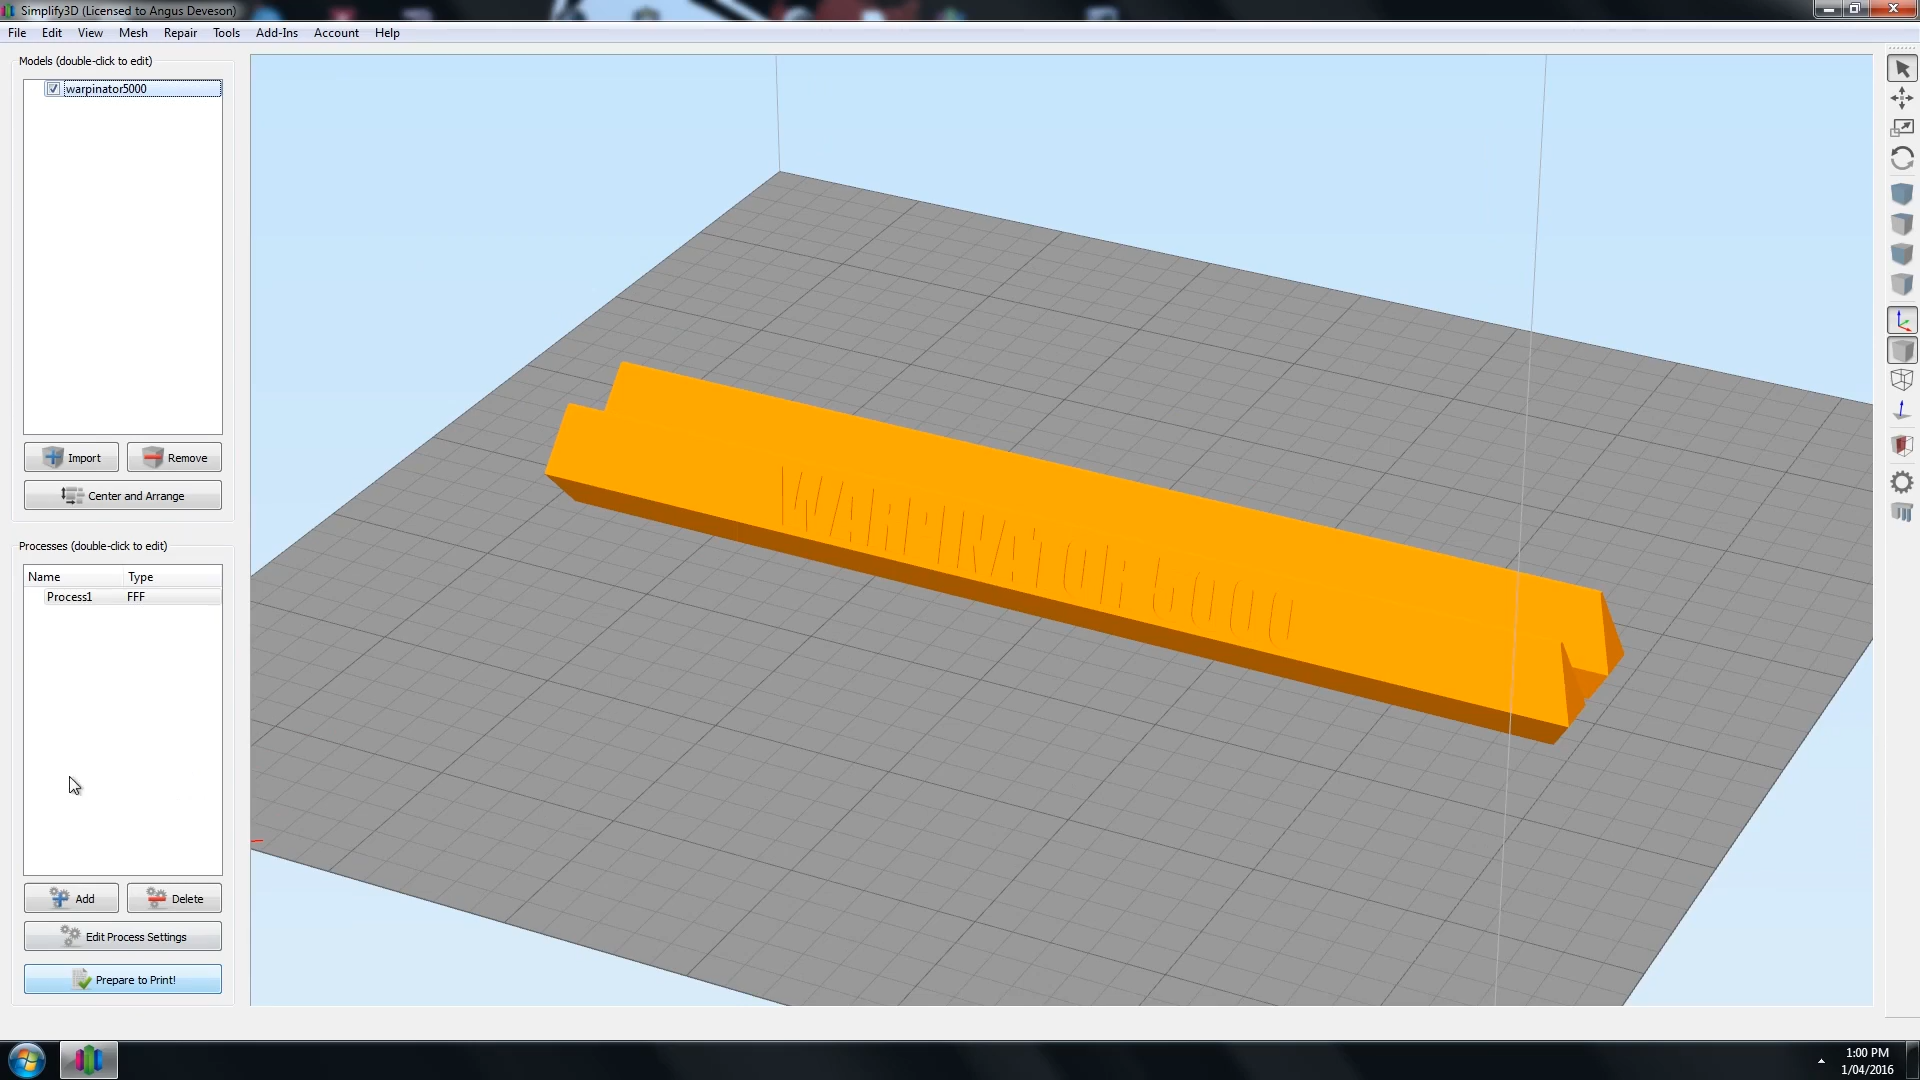 Simplify3D (Licensed to Angus Deveson)
File Edit View Mesh Repair Tools Add-Ins Account Help
Models (double-click to edit)
warpinator5000
Import Remove
Center and Arrange
Processes (double-click to edit)
Name Type
Process1 FFF
Add Delete
Edit Process Settings
Prepare to Print!
WARPINATOR 5000
1:00 PM
1/04/2016